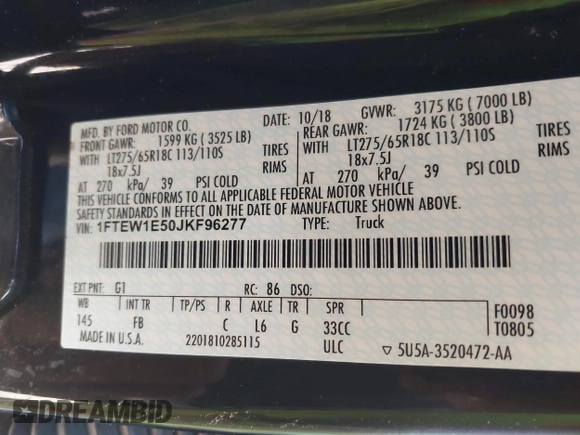 MFD. BY FORD MOTOR CO. DATE: 10/18 GVWR: 3175 KG ( 7000 LB)
FRONT GAWR: 1599 KG ( 3525 LB) REAR GAWR: 1724 KG ( 3800 LB)
WITH LT275/65R18C 113/110S TIRES WITH LT275/65R18C 113/110S TIRES
18x7.5J RIMS 18x7.5J RIMS
AT 270 kPa/ 39 PSI COLD AT 270 kPa/ 39 PSI COLD
THIS VEHICLE CONFORMS TO ALL APPLICABLE FEDERAL MOTOR VEHICLE
SAFETY STANDARDS IN EFFECT ON THE DATE OF MANUFACTURE SHOWN ABOVE.
VIN: 1FTEW1E50JKF96277 TYPE: Truck
EXT PNT: G1 RC: 86 DSO:
WB INT TR TP/PS R AXLE TR SPR F0098
145 FB C L6 G 33CC T0805
MADE IN U.S.A. 2201810285115 ULC ▽ 5U5A-3520472-AA
DREAMBID